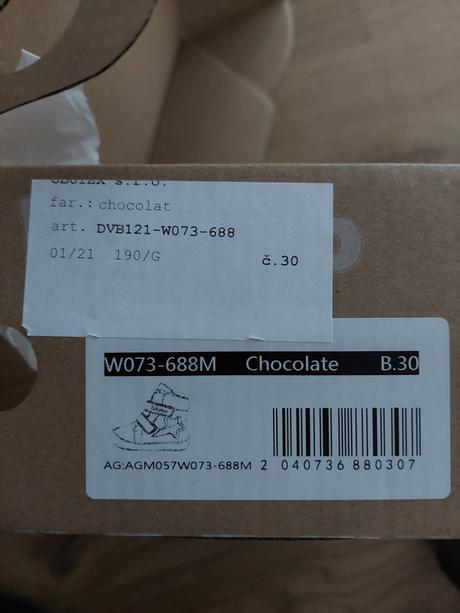 s.r.o.
far.: chocolat
art. DVB121-W073-688
01/21 190/G č.30
W073-688M Chocolate B.30
AG:AGM057W073-688M 2 040736 880307